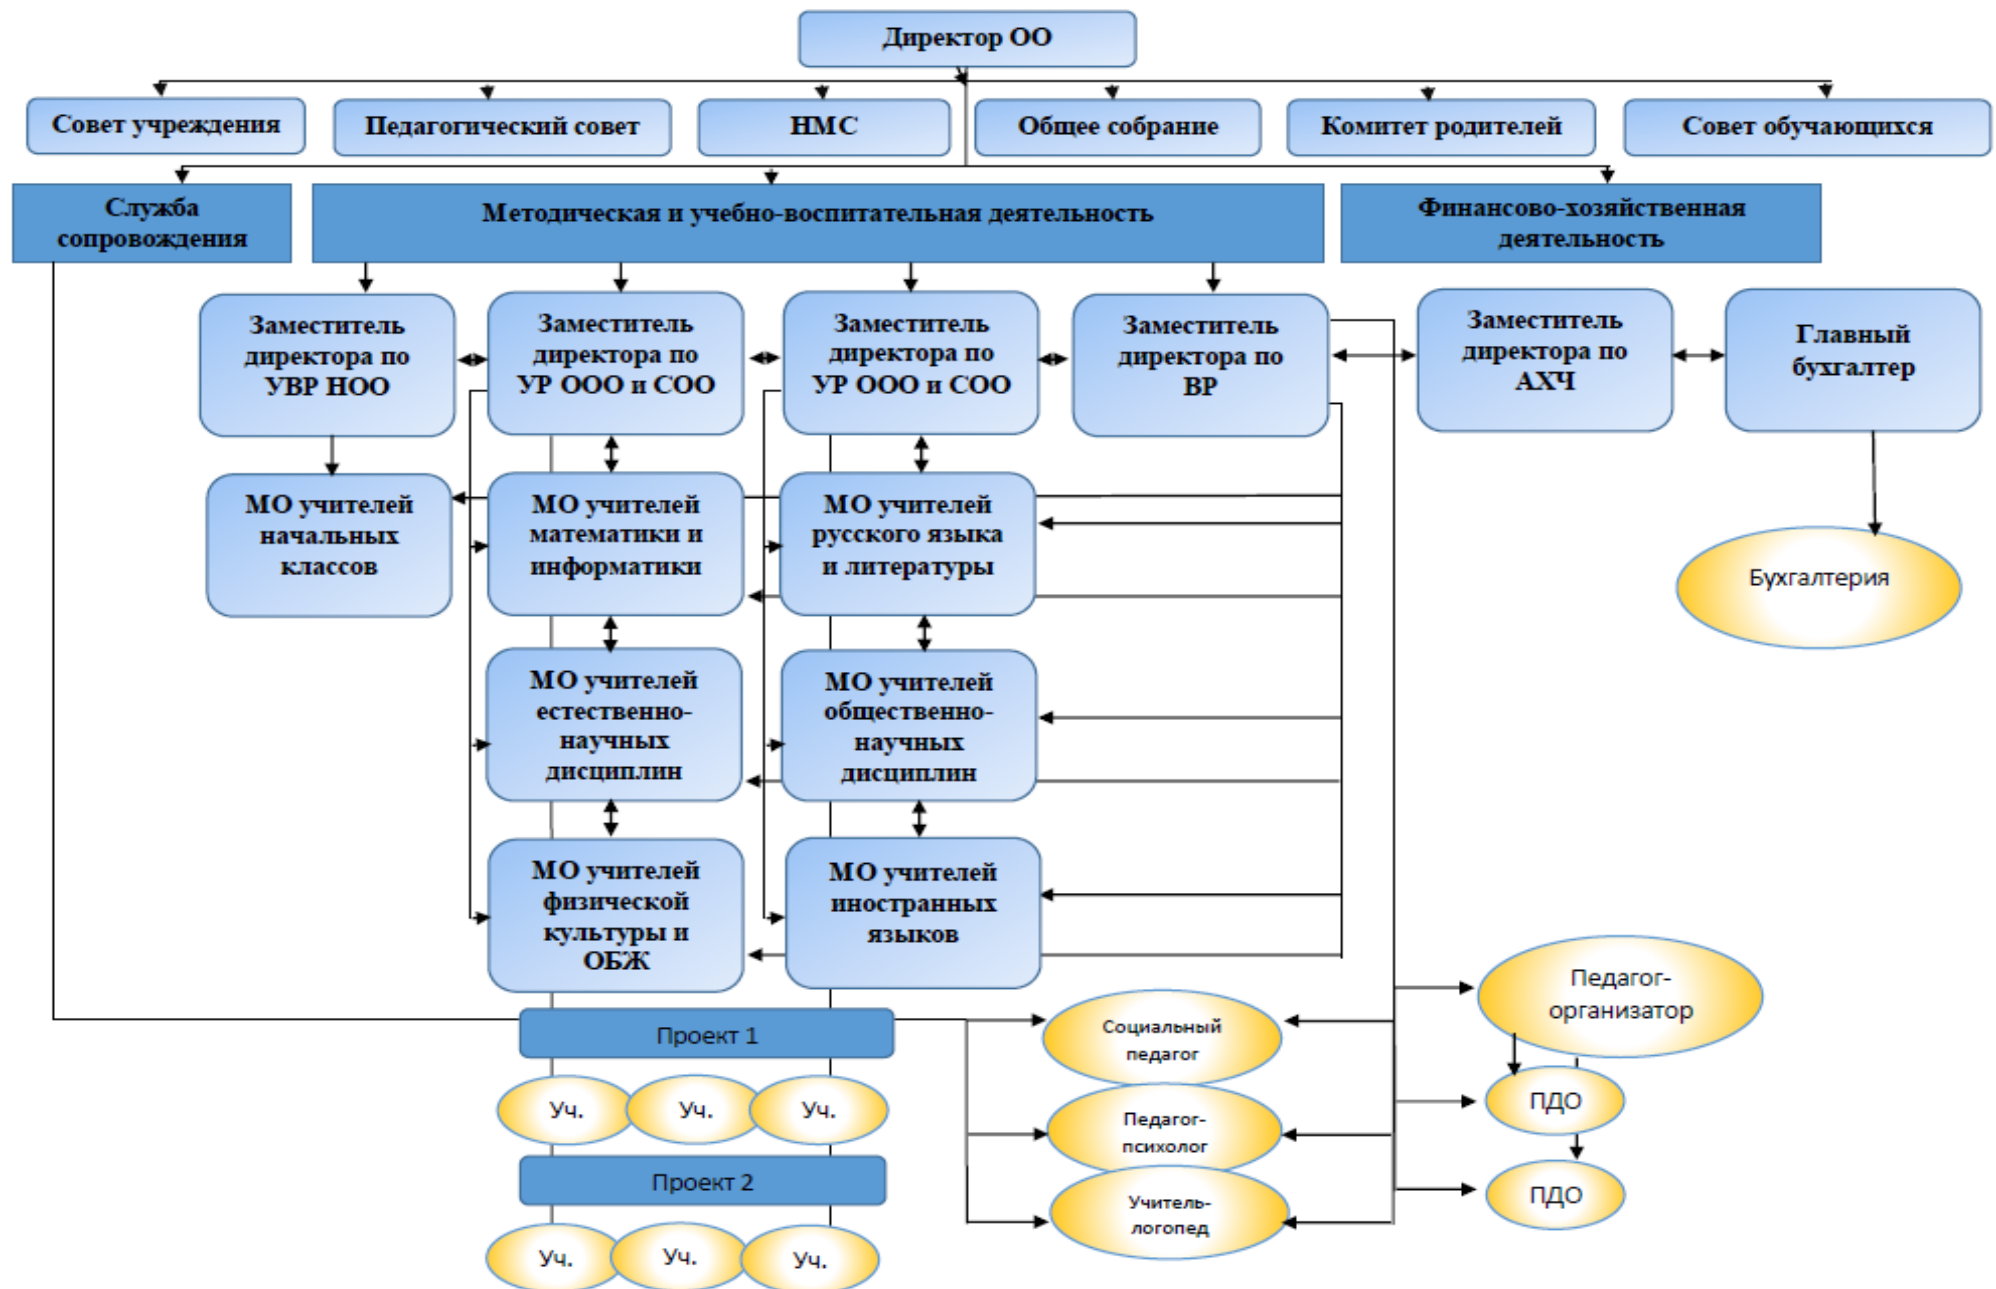 Директор ОО
Совет учреждения
Педагогический совет
НМС
Общее собрание
Комитет родителей
Совет обучающихся
Служба
сопровождения
Методическая и учебно-воспитательная деятельность
Финансово-хозяйственная
деятельность
Заместитель
директора по
УВР НОО
Заместитель
директора по
УР ООО и СОО
Заместитель
директора по
УР ООО и СОО
Заместитель
директора по
ВР
Заместитель
директора по
АХЧ
Главный
бухгалтер
МО учителей
начальных
классов
МО учителей
математики и
информатики
МО учителей
русского языка
и литературы
Бухгалтерия
МО учителей
естественно-
научных
дисциплин
МО учителей
общественно-
научных
дисциплин
МО учителей
физической
культуры и
ОБЖ
МО учителей
иностранных
языков
Педагог-
организатор
Проект 1
Социальный
педагог
Уч.
Уч.
Уч.
ПДО
Педагог-
психолог
Проект 2
ПДО
Учитель-
логопед
Уч.
Уч.
Уч.